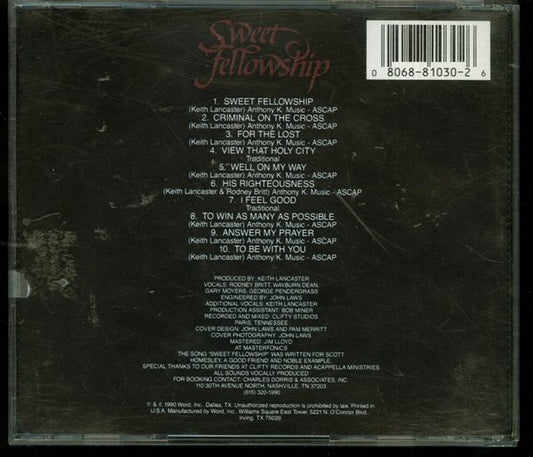 Sweet
Fellowship
0 8068-81030-2 6
1. SWEET FELLOWSHIP
(Keith Lancaster) Anthony K. Music - ASCAP
2. CRIMINAL ON THE CROSS
(Keith Lancaster) Anthony K. Music - ASCAP
3. FOR THE LOST
(Keith Lancaster) Anthony K. Music - ASCAP
4. VIEW THAT HOLY CITY
Traditional
5. WELL ON MY WAY
(Keith Lancaster) Anthony K. Music - ASCAP
6. HIS RIGHTEOUSNESS
(Keith Lancaster & Rodney Britt) Anthony K. Music - ASCAP
7. I FEEL GOOD
Traditional
8. TO WIN AS MANY AS POSSIBLE
(Keith Lancaster) Anthony K. Music - ASCAP
9. ANSWER MY PRAYER
(Keith Lancaster) Anthony K. Music - ASCAP
10. TO BE WITH YOU
(Keith Lancaster) Anthony K. Music - ASCAP
PRODUCED BY: KEITH LANCASTER
VOCALS: RODNEY BRITT, WAYBURN DEAN,
GARY MOYERS, GEORGE PENDERGRASS
ENGINEERED BY: JOHN LAWS
ADDITIONAL VOCALS: KEITH LANCASTER
PRODUCTION ASSISTANT: BOB MINER
RECORDED AND MIXED: CLIFTY STUDIOS
PARIS, TENNESSEE
COVER DESIGN: JOHN LAWS AND PAM MERRITT
COVER PHOTOGRAPHY: JOHN LAWS
MASTERED: JIM LLOYD
AT MASTERFONICS
THE SONG "SWEET FELLOWSHIP" WAS WRITTEN FOR SCOTT
HOMESLEY, A GOOD FRIEND AND NOBLE EXAMPLE.
SPECIAL THANKS TO OUR FRIENDS AT CLIFTY RECORDS AND ACAPPELLA MINISTRIES
ALL SOUNDS VOCALLY PRODUCED
FOR BOOKING CONTACT: CHARLES DORRIS & ASSOCIATES, INC.
110 30TH AVENUE NORTH, NASHVILLE, TN 37203
(615) 320-1990
℗ & © 1990 Word, Inc., Dallas, TX. Unauthorized reproduction is prohibited by law. Printed in
U.S.A. Manufactured by Word, Inc. Williams Square East Tower, 5221 N. O'Connor Blvd.,
Irving, TX 75039